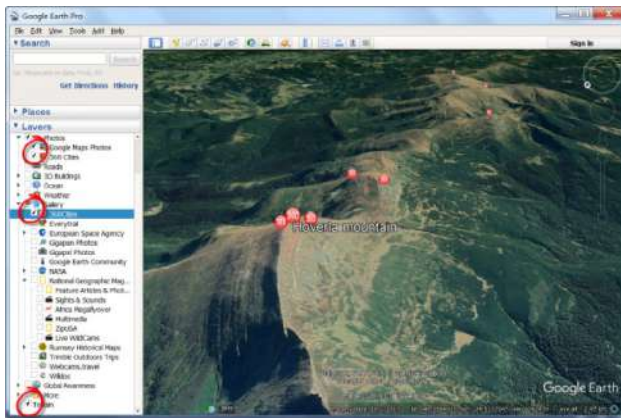 Google Earth Pro
File Edit View Tools Add Help
Search
Search
Get Directions History
Sign in
Places
Layers
Photos
Google Maps Photos
360 Cities
Roads
3D Buildings
Ocean
Weather
Gallery
360Cities
Everytrail
European Space Agency
Gigapxl Photos
Gigapan Photos
Google Earth Community
NASA
National Geographic Mag...
Feature Articles & Phot...
Sights & Sounds
Africa Megaflyover
Multimedia
ZipUSA
Live WildCams
Rumsey Historical Maps
Trimble Outdoors Trips
Webcams.travel
Wikiloc
Global Awareness
More
Terrain
Hoverla mountain
Google Earth